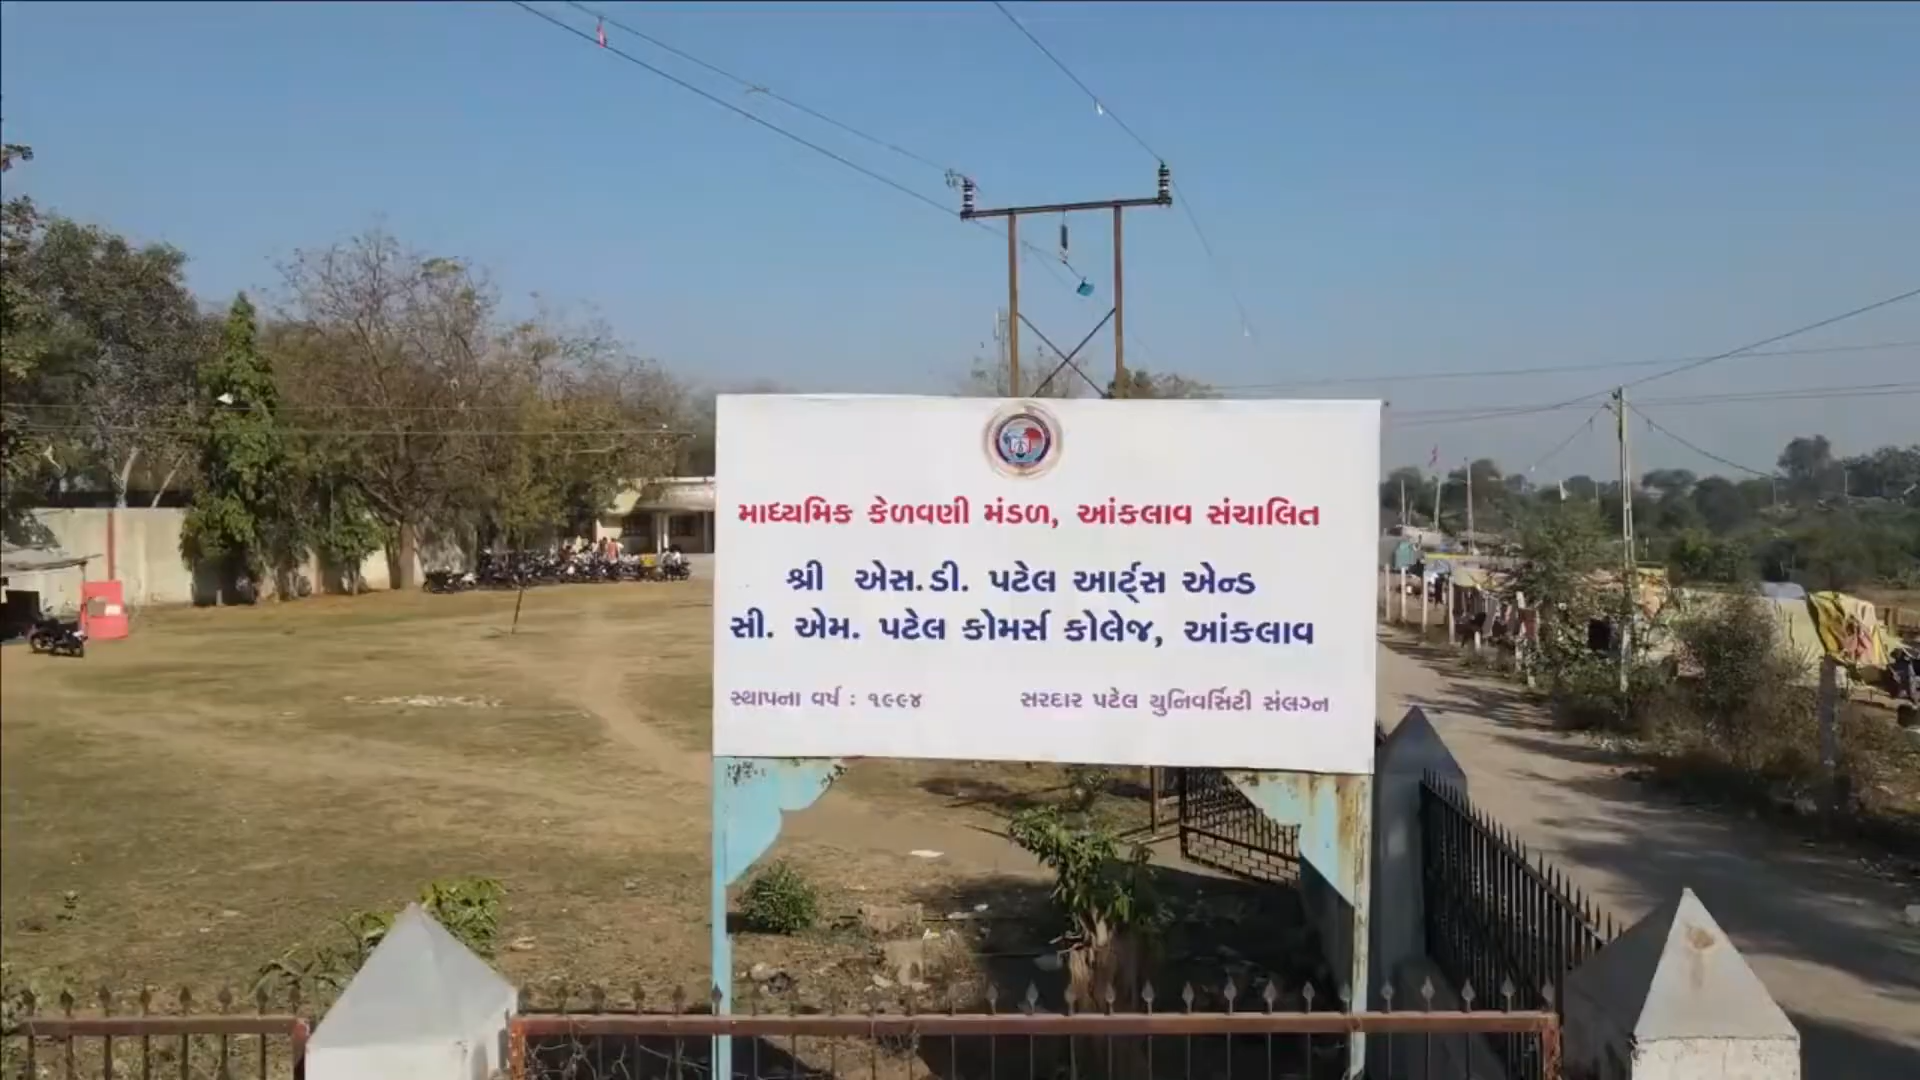 માધ્યમિક કેળવણી મંડળ, આંકલાવ સંચાલિત
શ્રી એસ.ડી. પટેલ આર્ટ્સ એન્ડ
સી. એમ. પટેલ કોમર્સ કોલેજ, આંકલાવ
સ્થાપના વર્ષ : ૧૯૯૪ સરદાર પટેલ યુનિવર્સિટી સંલગ્ન